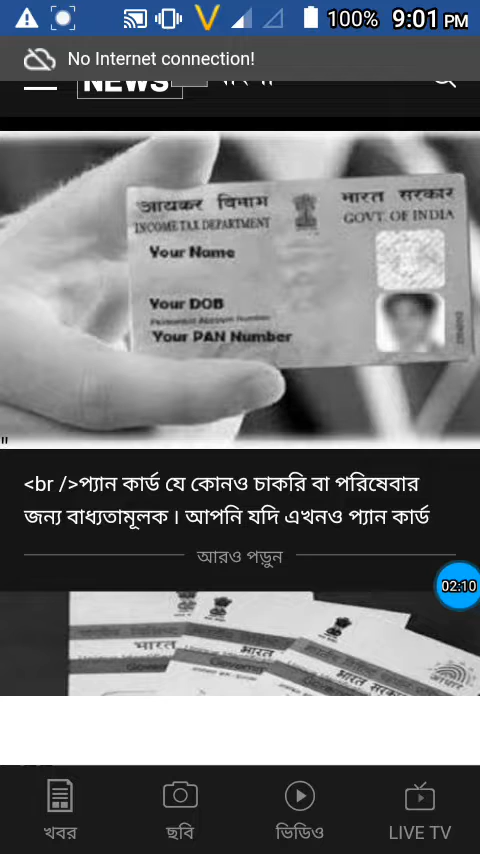 100% 9:01 PM
No Internet connection!
NEWS বাংলা
आयकर विभाग
INCOME TAX DEPARTMENT
भारत सरकार
GOVT. OF INDIA
Your Name
Your DOB
Permanent Account Number
Your PAN Number
"
<br />প্যান কার্ড যে কোনও চাকরি বা পরিষেবার
জন্য বাধ্যতামূলক। আপনি যদি এখনও প্যান কার্ড
আরও পড়ুন
02:10
भारत
भारत
भारत सरकार
খবর
ছবি
ভিডিও
LIVE TV